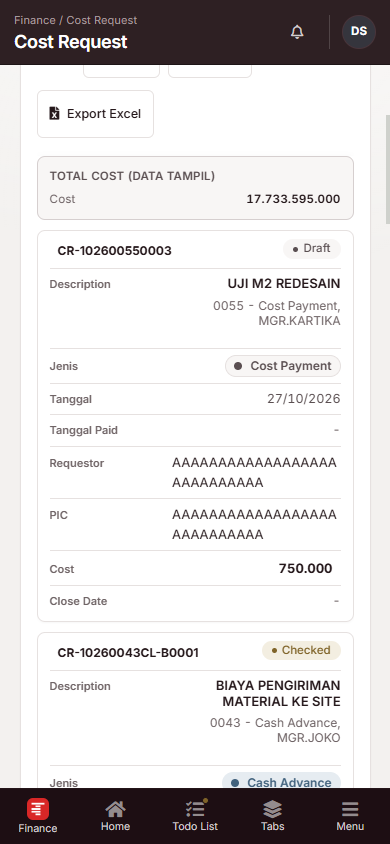 Finance / Cost Request
Cost Request
DS
Export Excel
TOTAL COST (DATA TAMPIL)
Cost 17.733.595.000
CR-102600550003 Draft
Description UJI M2 REDESAIN
0055 - Cost Payment,
MGR.KARTIKA
Jenis Cost Payment
Tanggal 27/10/2026
Tanggal Paid -
Requestor AAAAAAAAAAAAAAAAAA
AAAAAAAAAA
PIC AAAAAAAAAAAAAAAAAA
AAAAAAAAAA
Cost 750.000
Close Date -
CR-10260043CL-B0001 Checked
Description BIAYA PENGIRIMAN
MATERIAL KE SITE
0043 - Cash Advance,
MGR.JOKO
Jenis Cash Advance
Finance Home Todo List Tabs Menu